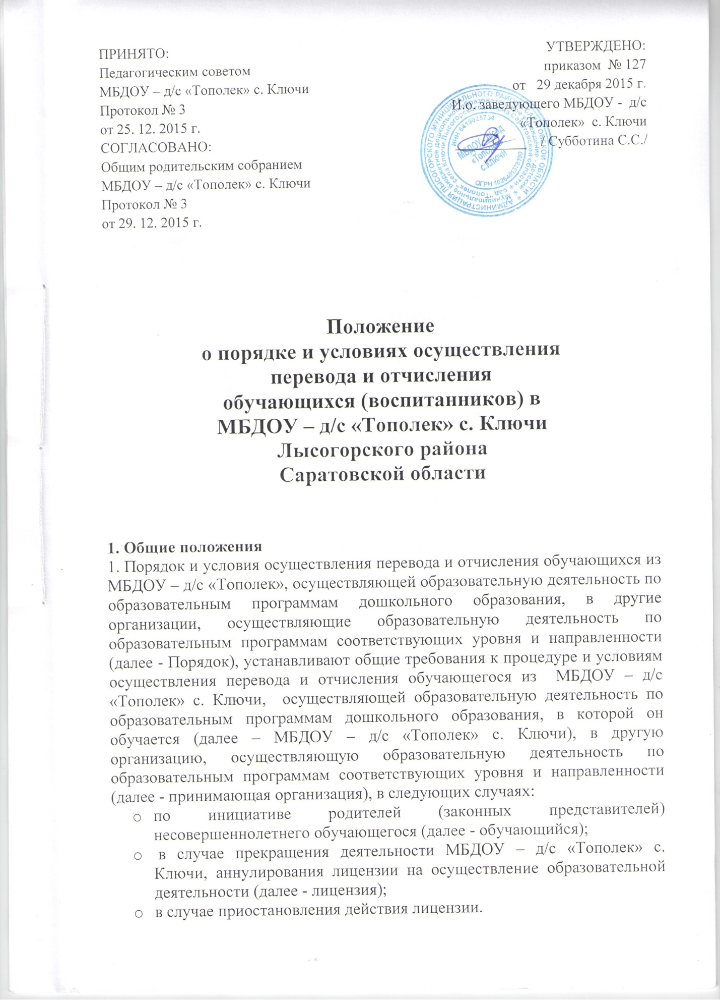 ПРИНЯТО:
Педагогическим советом
МБДОУ – д/с «Тополек» с. Ключи
Протокол № 3
от 25. 12. 2015 г.
СОГЛАСОВАНО:
Общим родительским собранием
МБДОУ – д/с «Тополек» с. Ключи
Протокол № 3
от 29. 12. 2015 г.
УТВЕРЖДЕНО:
приказом № 127
от 29 декабря 2015 г.
И.о. заведующего МБДОУ - д/с
«Тополек» с. Ключи
/ Субботина С.С./
АДМИНИСТРАЦИЯ ЛЫСОГОРСКОГО МУНИЦИПАЛЬНОГО РАЙОНА САРАТОВСКОЙ ОБЛАСТИ
Муниципальное бюджетное дошкольное образовательное учреждение - детский
сад "Тополек" села Ключи Лысогорского района Саратовской области
ИНН 6419025734
ОГРН 1026401378190
МБДОУ д/сад
«Тополек»
с.Ключи
Положение
о порядке и условиях осуществления
перевода и отчисления
обучающихся (воспитанников) в
МБДОУ – д/с «Тополек» с. Ключи
Лысогорского района
Саратовской области
1. Общие положения
1. Порядок и условия осуществления перевода и отчисления обучающихся из
МБДОУ – д/с «Тополек», осуществляющей образовательную деятельность по
образовательным программам дошкольного образования, в другие
организации, осуществляющие образовательную деятельность по
образовательным программам соответствующих уровня и направленности
(далее - Порядок), устанавливают общие требования к процедуре и условиям
осуществления перевода и отчисления обучающегося из МБДОУ – д/с
«Тополек» с. Ключи, осуществляющей образовательную деятельность по
образовательным программам дошкольного образования, в которой он
обучается (далее – МБДОУ – д/с «Тополек» с. Ключи), в другую
организацию, осуществляющую образовательную деятельность по
образовательным программам соответствующих уровня и направленности
(далее - принимающая организация), в следующих случаях:
o по инициативе родителей (законных представителей)
несовершеннолетнего обучающегося (далее - обучающийся);
o в случае прекращения деятельности МБДОУ – д/с «Тополек» с.
Ключи, аннулирования лицензии на осуществление образовательной
деятельности (далее - лицензия);
o в случае приостановления действия лицензии.